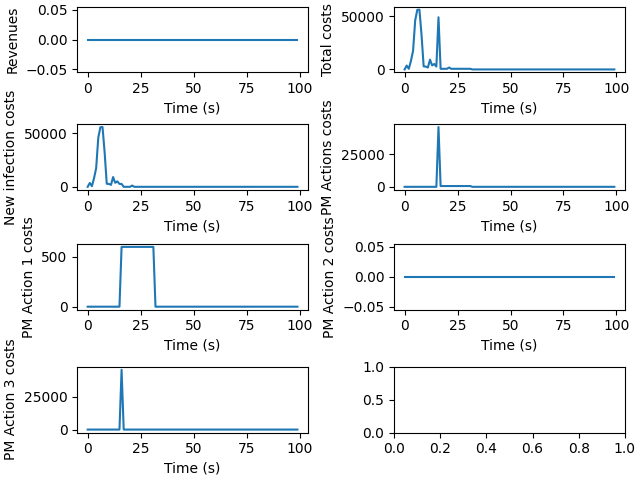 Revenues
0.05
0.00
−0.05
0 25 50 75 100
Time (s)
Total costs
50000
0
0 25 50 75 100
Time (s)
New infection costs
50000
0
0 25 50 75 100
Time (s)
PM Actions costs
25000
0
0 25 50 75 100
Time (s)
PM Action 1 costs
500
0
0 25 50 75 100
Time (s)
PM Action 2 costs
0.05
0.00
−0.05
0 25 50 75 100
Time (s)
PM Action 3 costs
25000
0
0 25 50 75 100
Time (s)
1.0
0.5
0.0
0.0 0.2 0.4 0.6 0.8 1.0